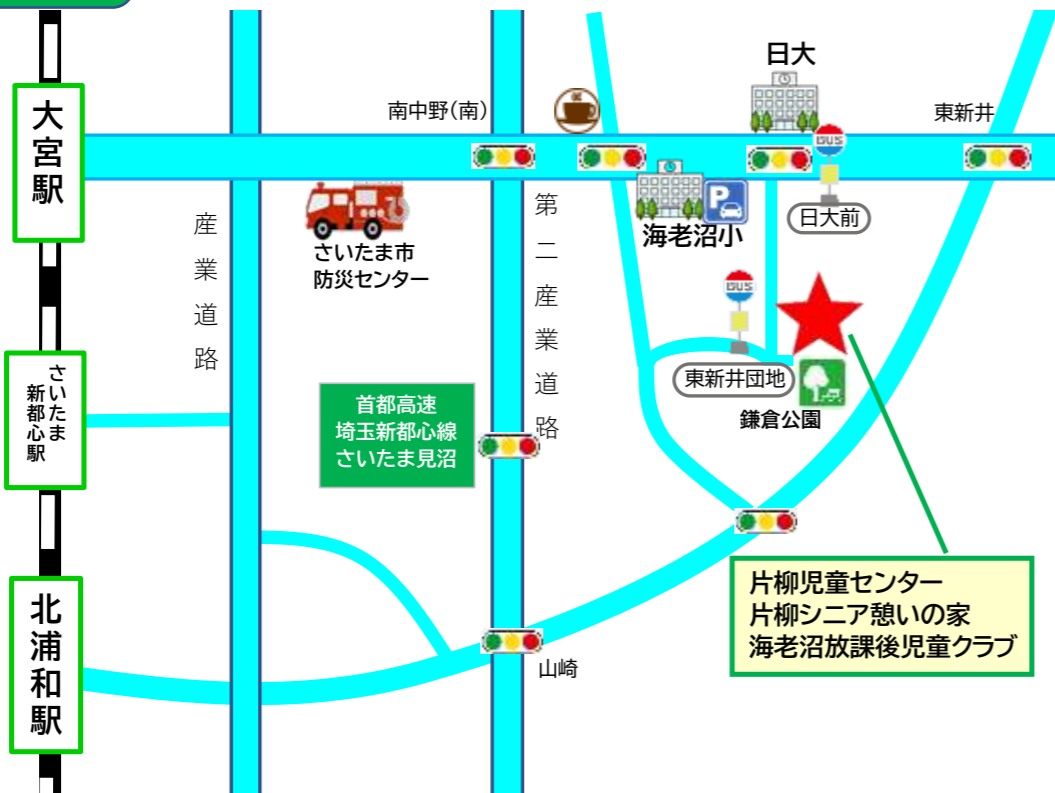 日大
南中野(南)
東新井
大宮駅
BUS
P
日大前
産業道路
第二産業道路
海老沼小
さいたま市
防災センター
BUS
さいたま
新都心駅
東新井団地
鎌倉公園
首都高速
埼玉新都心線
さいたま見沼
片柳児童センター
片柳シニア憩いの家
海老沼放課後児童クラブ
北浦和駅
山崎